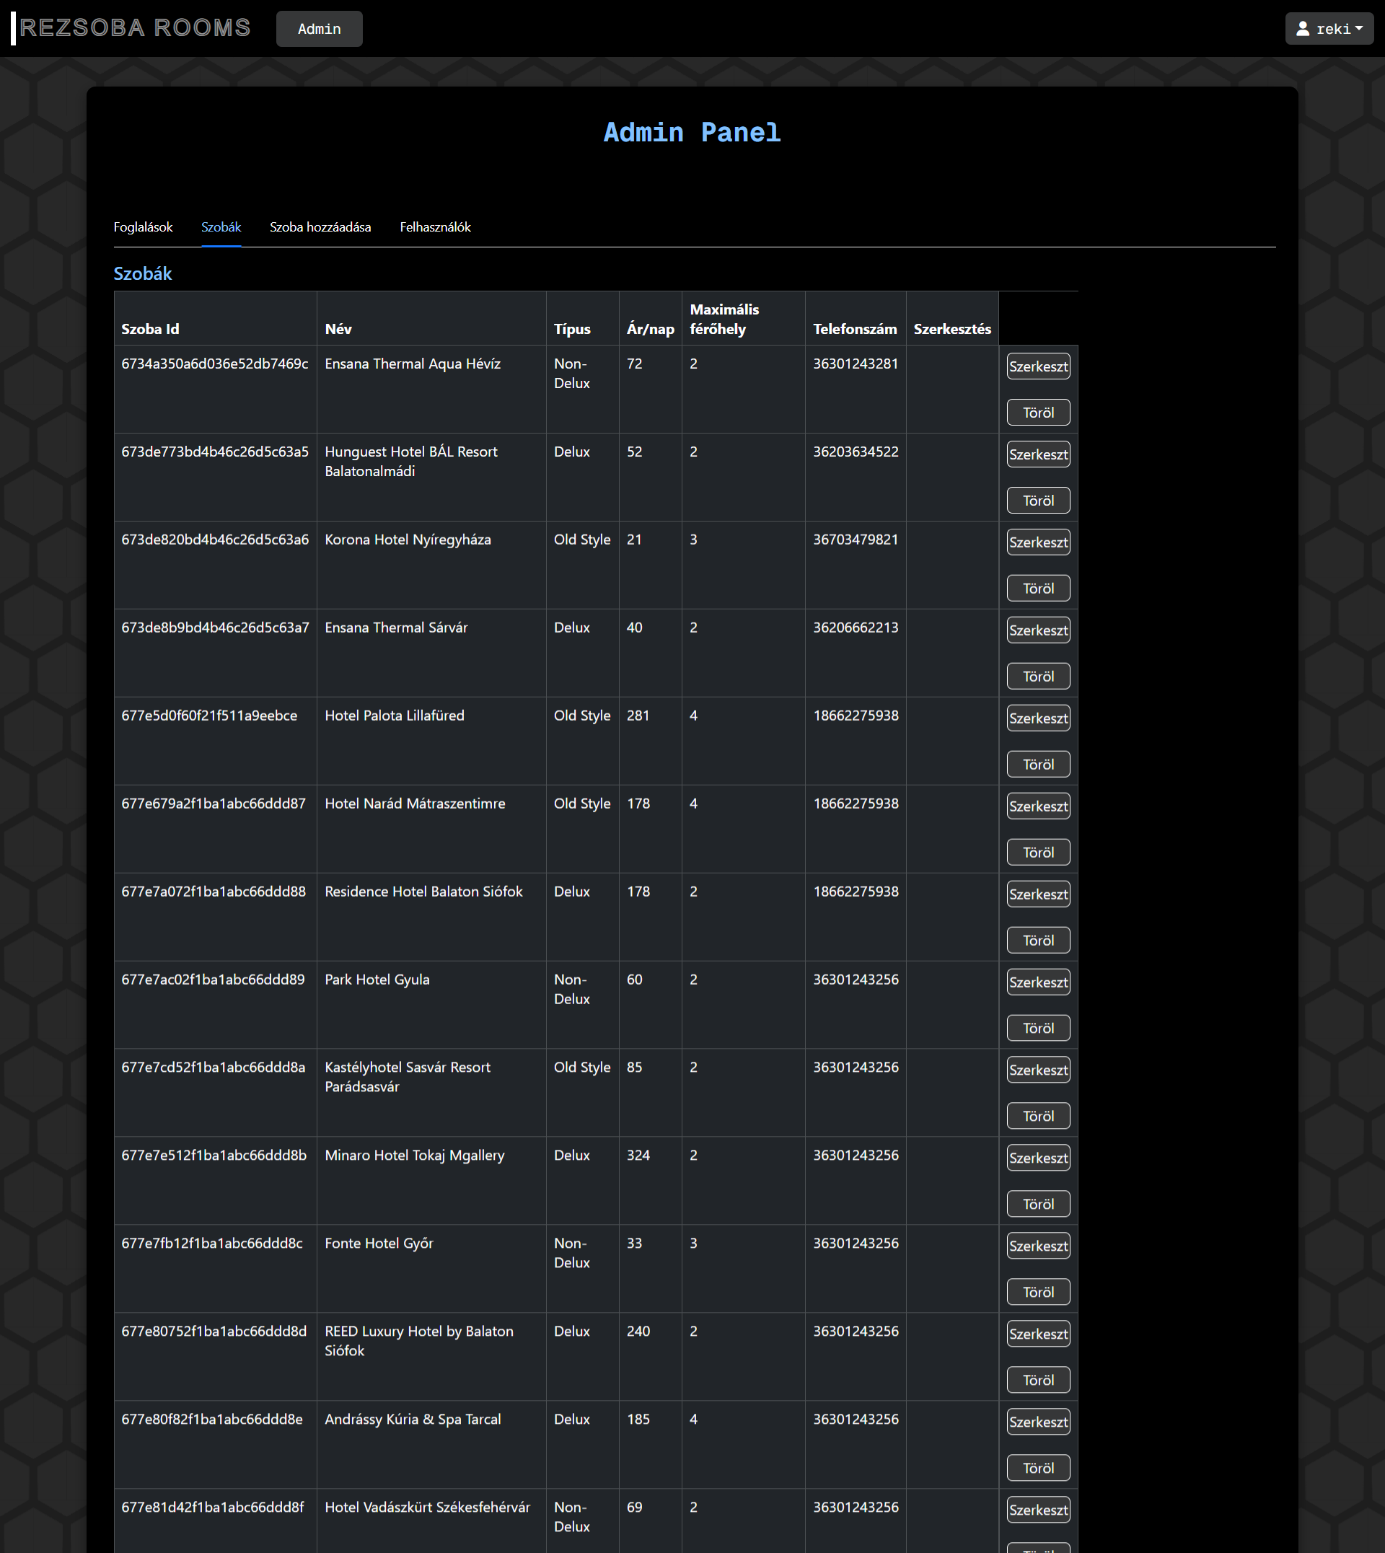 REZSOBA ROOMS
Admin
reki
Admin Panel
Foglalások Szobák Szoba hozzáadása Felhasználók
Szobák
Szoba Id Név Típus Ár/nap Maximális férőhely Telefonszám Szerkesztés
6734a350a6d036e52db7469c Ensana Thermal Aqua Hévíz Non-Delux 72 2 36301243281 Szerkeszt
Töröl
673de773bd4b46c26d5c63a5 Hunguest Hotel BÁL Resort Balatonalmádi Delux 52 2 36203634522 Szerkeszt
Töröl
673de820bd4b46c26d5c63a6 Korona Hotel Nyíregyháza Old Style 21 3 36703479821 Szerkeszt
Töröl
673de8b9bd4b46c26d5c63a7 Ensana Thermal Sárvár Delux 40 2 36206662213 Szerkeszt
Töröl
677e5d0f60f21f511a9eebce Hotel Palota Lillafüred Old Style 281 4 18662275938 Szerkeszt
Töröl
677e679a2f1ba1abc66ddd87 Hotel Narád Mátraszentimre Old Style 178 4 18662275938 Szerkeszt
Töröl
677e7a072f1ba1abc66ddd88 Residence Hotel Balaton Siófok Delux 178 2 18662275938 Szerkeszt
Töröl
677e7ac02f1ba1abc66ddd89 Park Hotel Gyula Non-Delux 60 2 36301243256 Szerkeszt
Töröl
677e7cd52f1ba1abc66ddd8a Kastélyhotel Sasvár Resort Parádsasvár Old Style 85 2 36301243256 Szerkeszt
Töröl
677e7e512f1ba1abc66ddd8b Minaro Hotel Tokaj Mgallery Delux 324 2 36301243256 Szerkeszt
Töröl
677e7fb12f1ba1abc66ddd8c Fonte Hotel Győr Non-Delux 33 3 36301243256 Szerkeszt
Töröl
677e80752f1ba1abc66ddd8d REED Luxury Hotel by Balaton Siófok Delux 240 2 36301243256 Szerkeszt
Töröl
677e80f82f1ba1abc66ddd8e Andrássy Kúria & Spa Tarcal Delux 185 4 36301243256 Szerkeszt
Töröl
677e81d42f1ba1abc66ddd8f Hotel Vadászkürt Székesfehérvár Non-Delux 69 2 36301243256 Szerkeszt